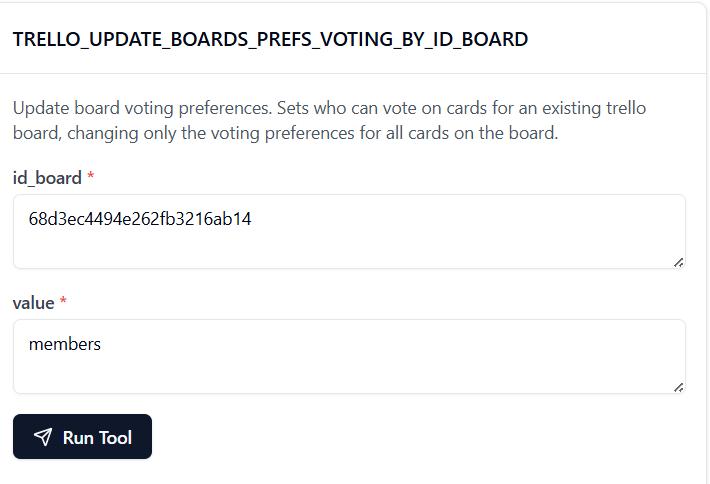 TRELLO_UPDATE_BOARDS_PREFS_VOTING_BY_ID_BOARD
Update board voting preferences. Sets who can vote on cards for an existing trello
board, changing only the voting preferences for all cards on the board.
id_board *
68d3ec4494e262fb3216ab14
value *
members
Run Tool